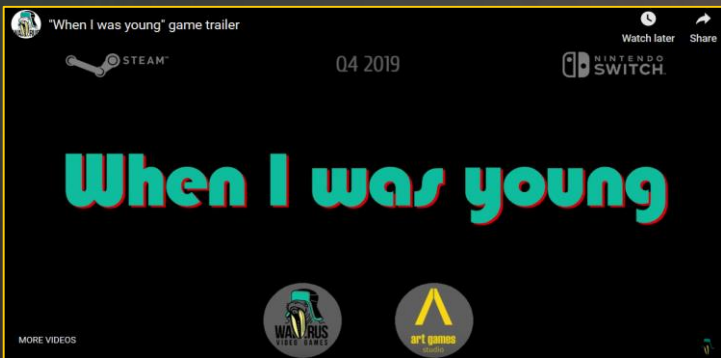 "When I was young" game trailer
Watch later
Share
STEAM™
Q4 2019
NINTENDO
SWITCH
When I was young
WALRUS
VIDEO GAMES
art games
studio
MORE VIDEOS